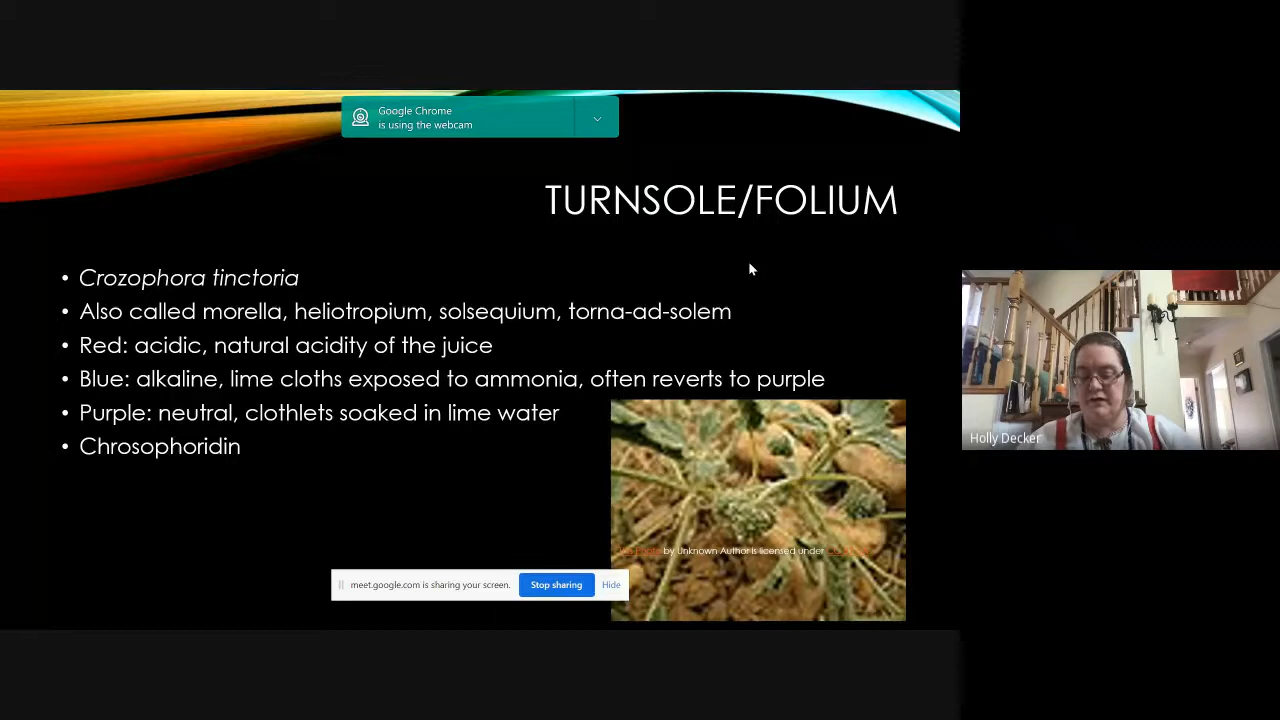 Google Chrome
is using the webcam
TURNSOLE/FOLIUM
• Crozophora tinctoria
• Also called morella, heliotropium, solsequium, torna-ad-solem
• Red: acidic, natural acidity of the juice
• Blue: alkaline, lime cloths exposed to ammonia, often reverts to purple
• Purple: neutral, clothlets soaked in lime water
• Chrosophoridin
Holly Decker
by Unknown Author is licensed under
meet.google.com is sharing your screen. Stop sharing Hide